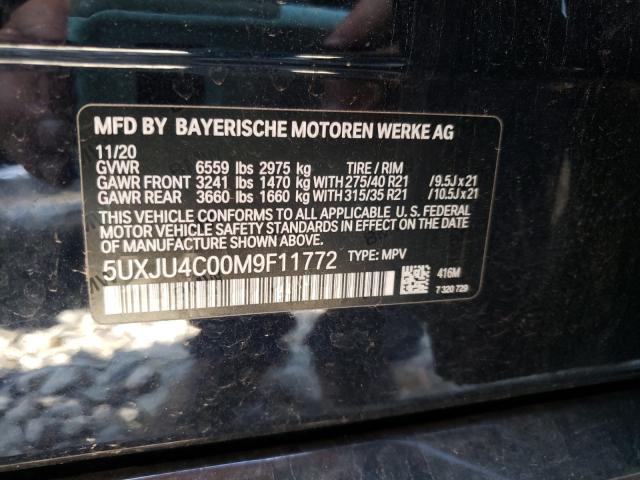 MFD BY BAYERISCHE MOTOREN WERKE AG
11/20
GVWR 6559 lbs 2975 kg TIRE / RIM
GAWR FRONT 3241 lbs 1470 kg WITH 275/40 R21 /9.5J x 21
GAWR REAR 3660 lbs 1660 kg WITH 315/35 R21 /10.5J x 21
THIS VEHICLE CONFORMS TO ALL APPLICABLE U. S. FEDERAL
MOTOR VEHICLE SAFETY STANDARDS IN EFFECT ON THE DATE
OF MANUFACTURE SHOWN ABOVE.
5UXJU4C00M9F11772 TYPE: MPV
416M
7 320 729